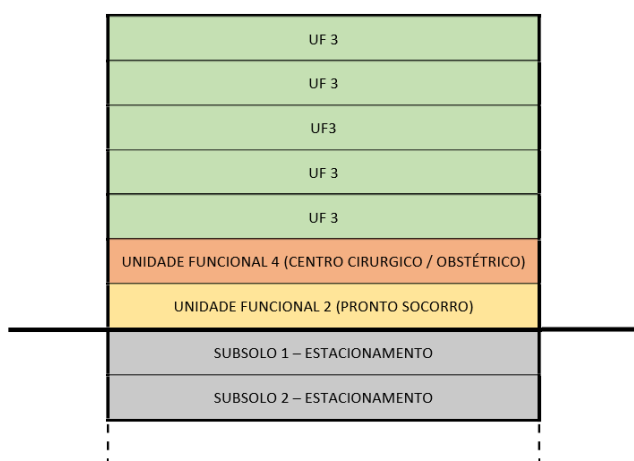 UF 3
UF 3
UF3
UF 3
UF 3
UNIDADE FUNCIONAL 4 (CENTRO CIRURGICO / OBSTÉTRICO)
UNIDADE FUNCIONAL 2 (PRONTO SOCORRO)
SUBSOLO 1 – ESTACIONAMENTO
SUBSOLO 2 – ESTACIONAMENTO